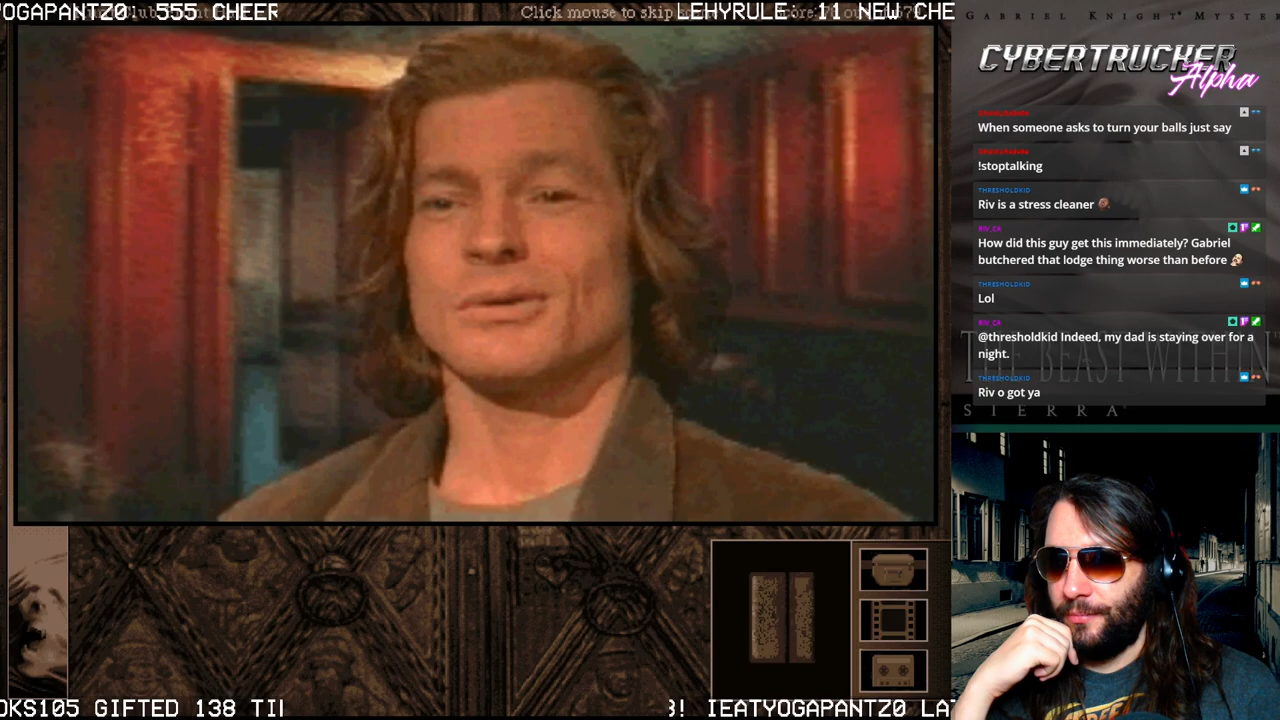 YOGAPANTZ0: 555 CHEER
Click mouse to skip
LEHYRULE: 11 NEW CHE
GABRIEL KNIGHT MYSTER
CYBERTRUCKER
Alpha
When someone asks to turn your balls just say
!stoptalking
THRESHOLDKID
Riv is a stress cleaner
RIV_CA
How did this guy get this immediately? Gabriel
butchered that lodge thing worse than before
THRESHOLDKID
Lol
RIV_CA
@thresholdkid Indeed, my dad is staying over for a
night.
THRESHOLDKID
Riv o got ya
THE BEAST WITHIN
SIERRA
OKS105 GIFTED 138 TI
! IEATYOGAPANTZ0 LA